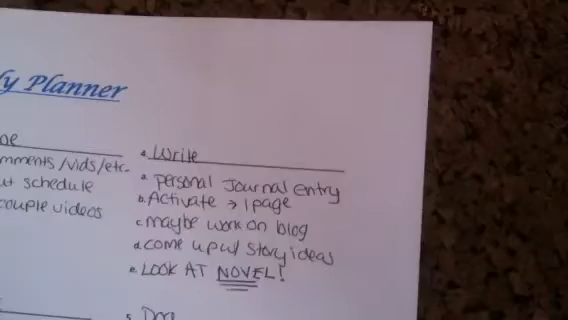 y Planner
mments /vids/etc.
schedule
couple videos
Write
a. personal Journal entry
b. Activate → 1 page
c. maybe work on blog
d. come up w/ story ideas
e. LOOK AT NOVEL!